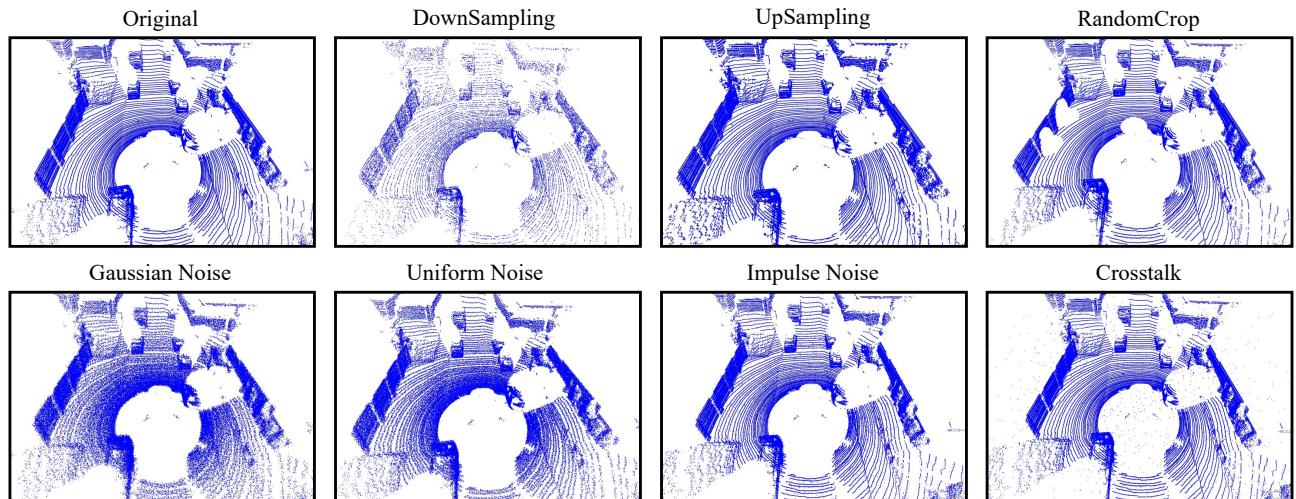 Original
DownSampling
UpSampling
RandomCrop
Gaussian Noise
Uniform Noise
Impulse Noise
Crosstalk